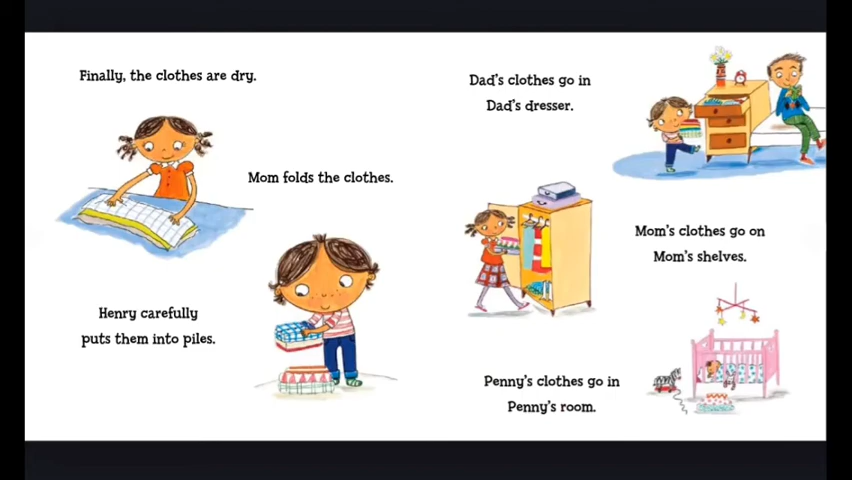 Finally, the clothes are dry.
Mom folds the clothes.
Henry carefully
puts them into piles.
Dad's clothes go in
Dad's dresser.
Mom's clothes go on
Mom's shelves.
Penny's clothes go in
Penny's room.